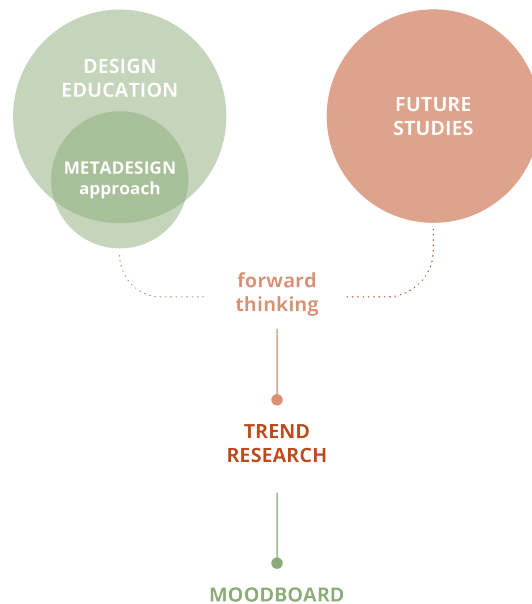 DESIGN
EDUCATION
METADESIGN
approach
FUTURE
STUDIES
forward
thinking
TREND
RESEARCH
MOODBOARD